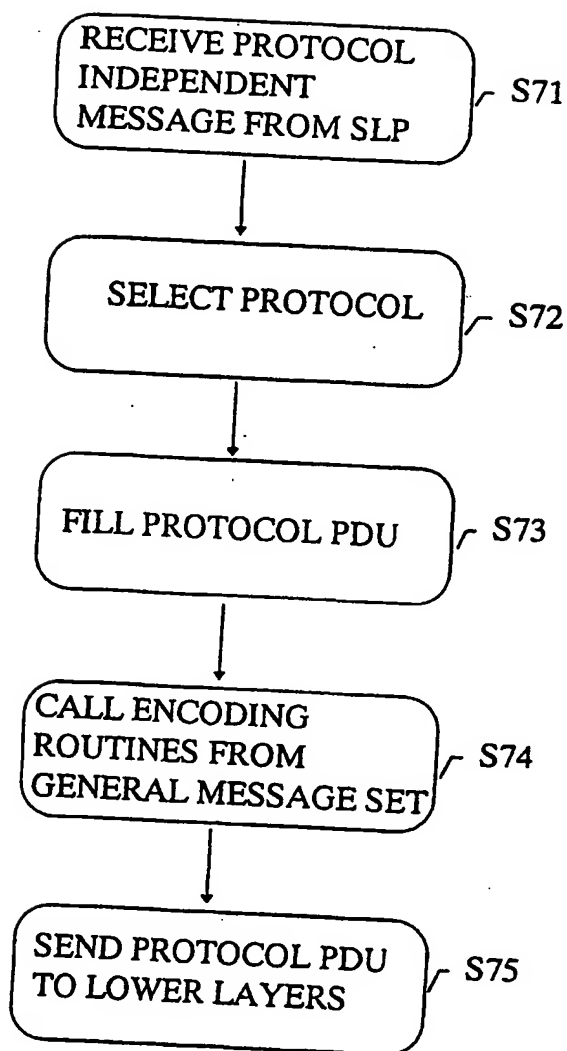 RECEIVE PROTOCOL
INDEPENDENT
MESSAGE FROM SLP
S71
SELECT PROTOCOL
S72
FILL PROTOCOL PDU
S73
CALL ENCODING
ROUTINES FROM
GENERAL MESSAGE SET
S74
SEND PROTOCOL PDU
TO LOWER LAYERS
S75